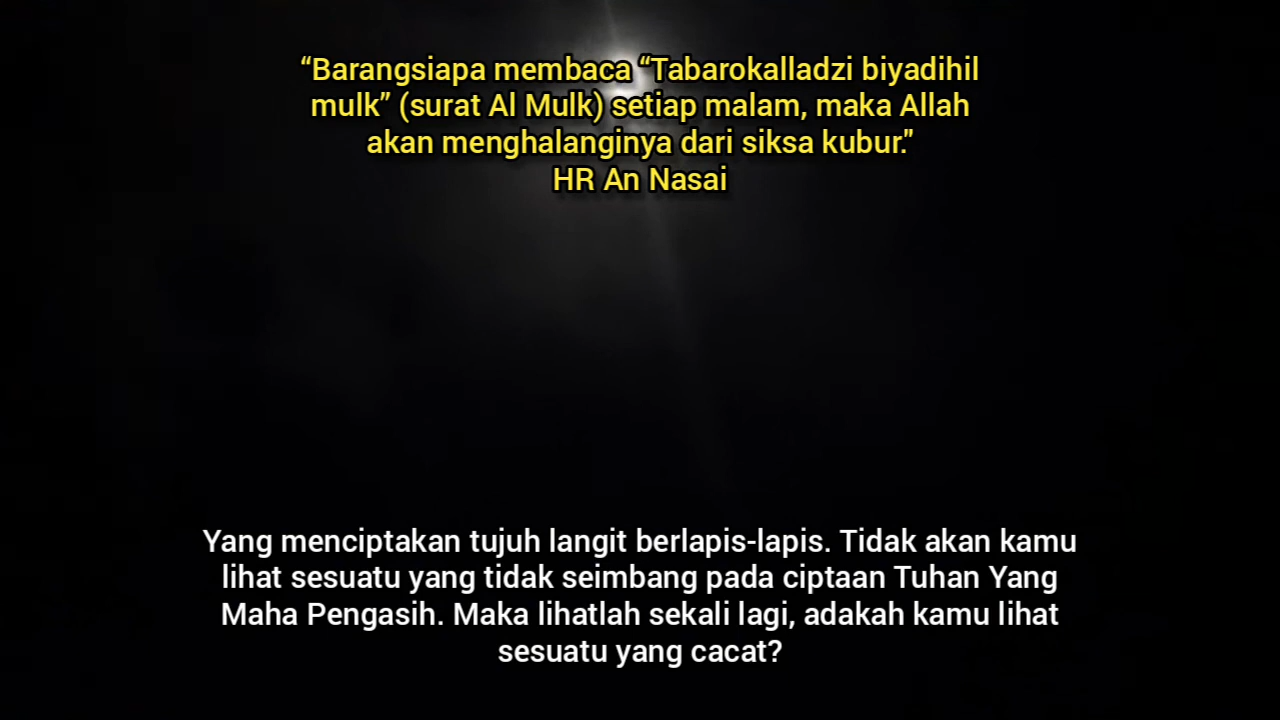 “Barangsiapa membaca “Tabarokalladzi biyadihil
mulk” (surat Al Mulk) setiap malam, maka Allah
akan menghalanginya dari siksa kubur.”
HR An Nasai
Yang menciptakan tujuh langit berlapis-lapis. Tidak akan kamu
lihat sesuatu yang tidak seimbang pada ciptaan Tuhan Yang
Maha Pengasih. Maka lihatlah sekali lagi, adakah kamu lihat
sesuatu yang cacat?